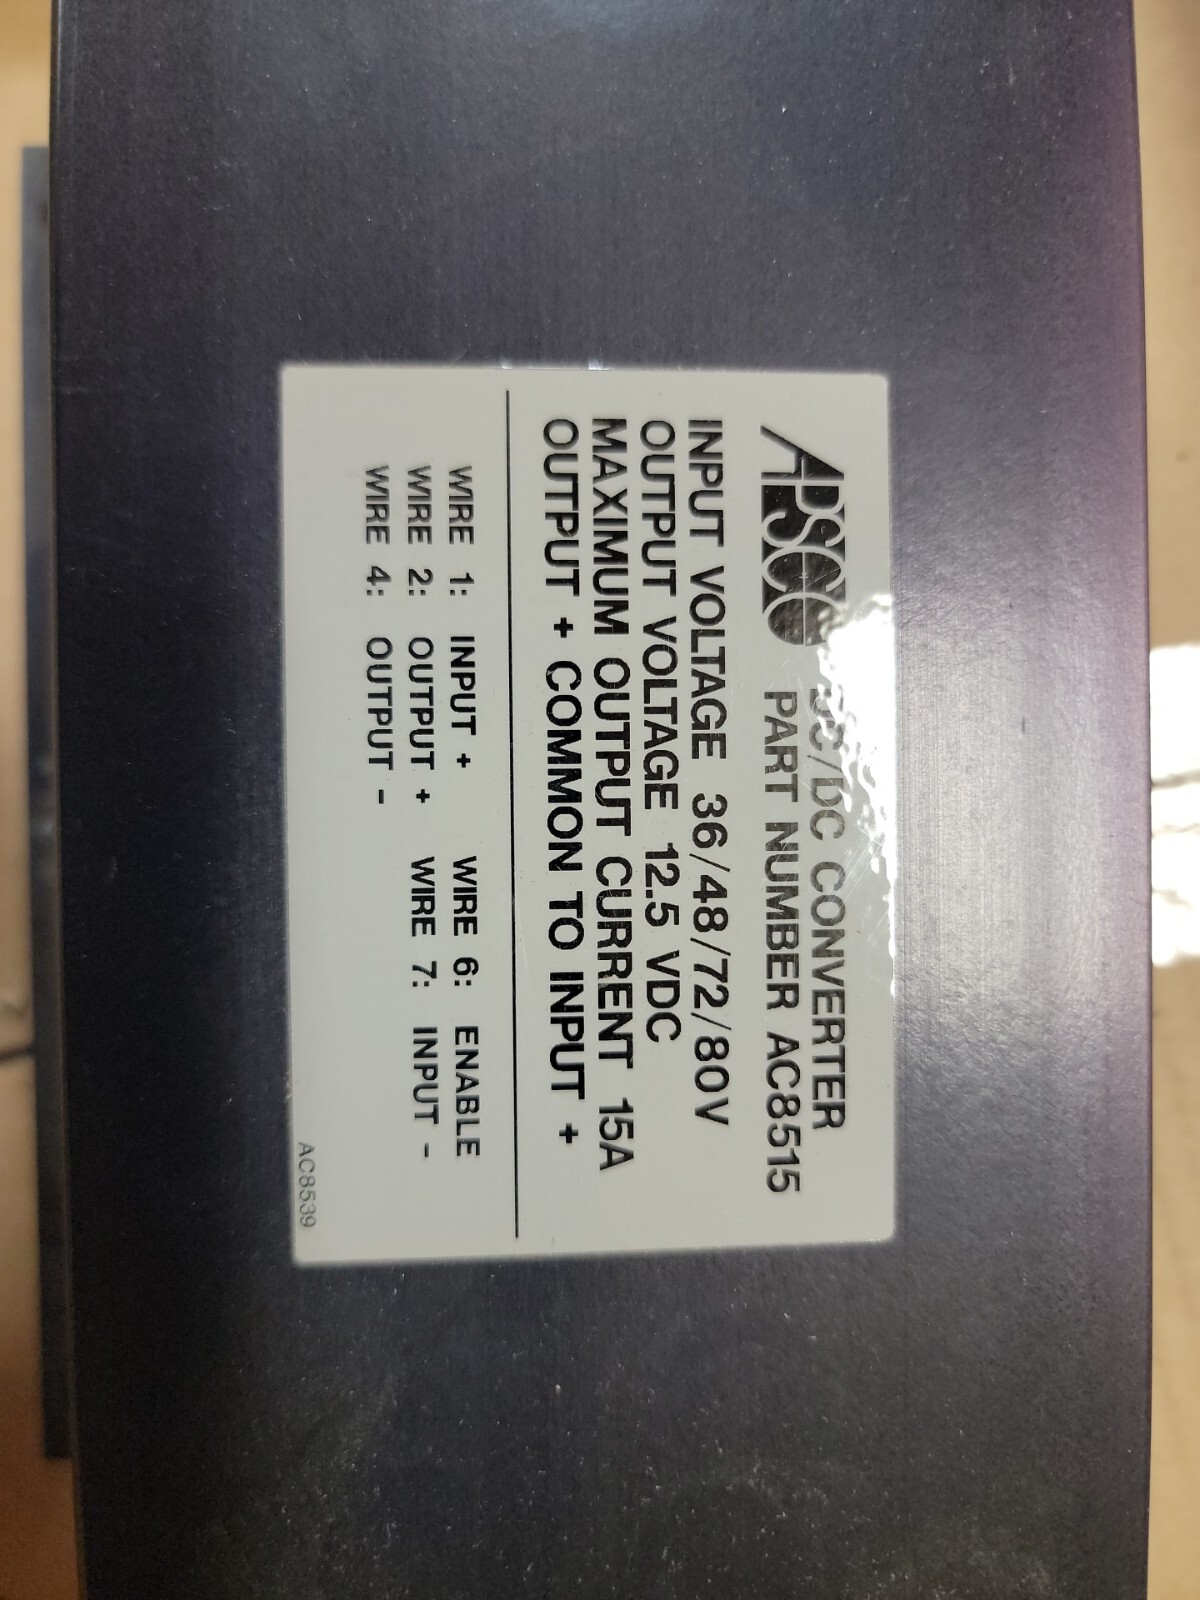 APSCO DC/DC CONVERTER
PART NUMBER AC8515
INPUT VOLTAGE 36/48/72/80V
OUTPUT VOLTAGE 12.5 VDC
MAXIMUM OUTPUT CURRENT 15A
OUTPUT + COMMON TO INPUT +
WIRE 1: INPUT + WIRE 6: ENABLE
WIRE 2: OUTPUT + WIRE 7: INPUT -
WIRE 4: OUTPUT -
AC8539